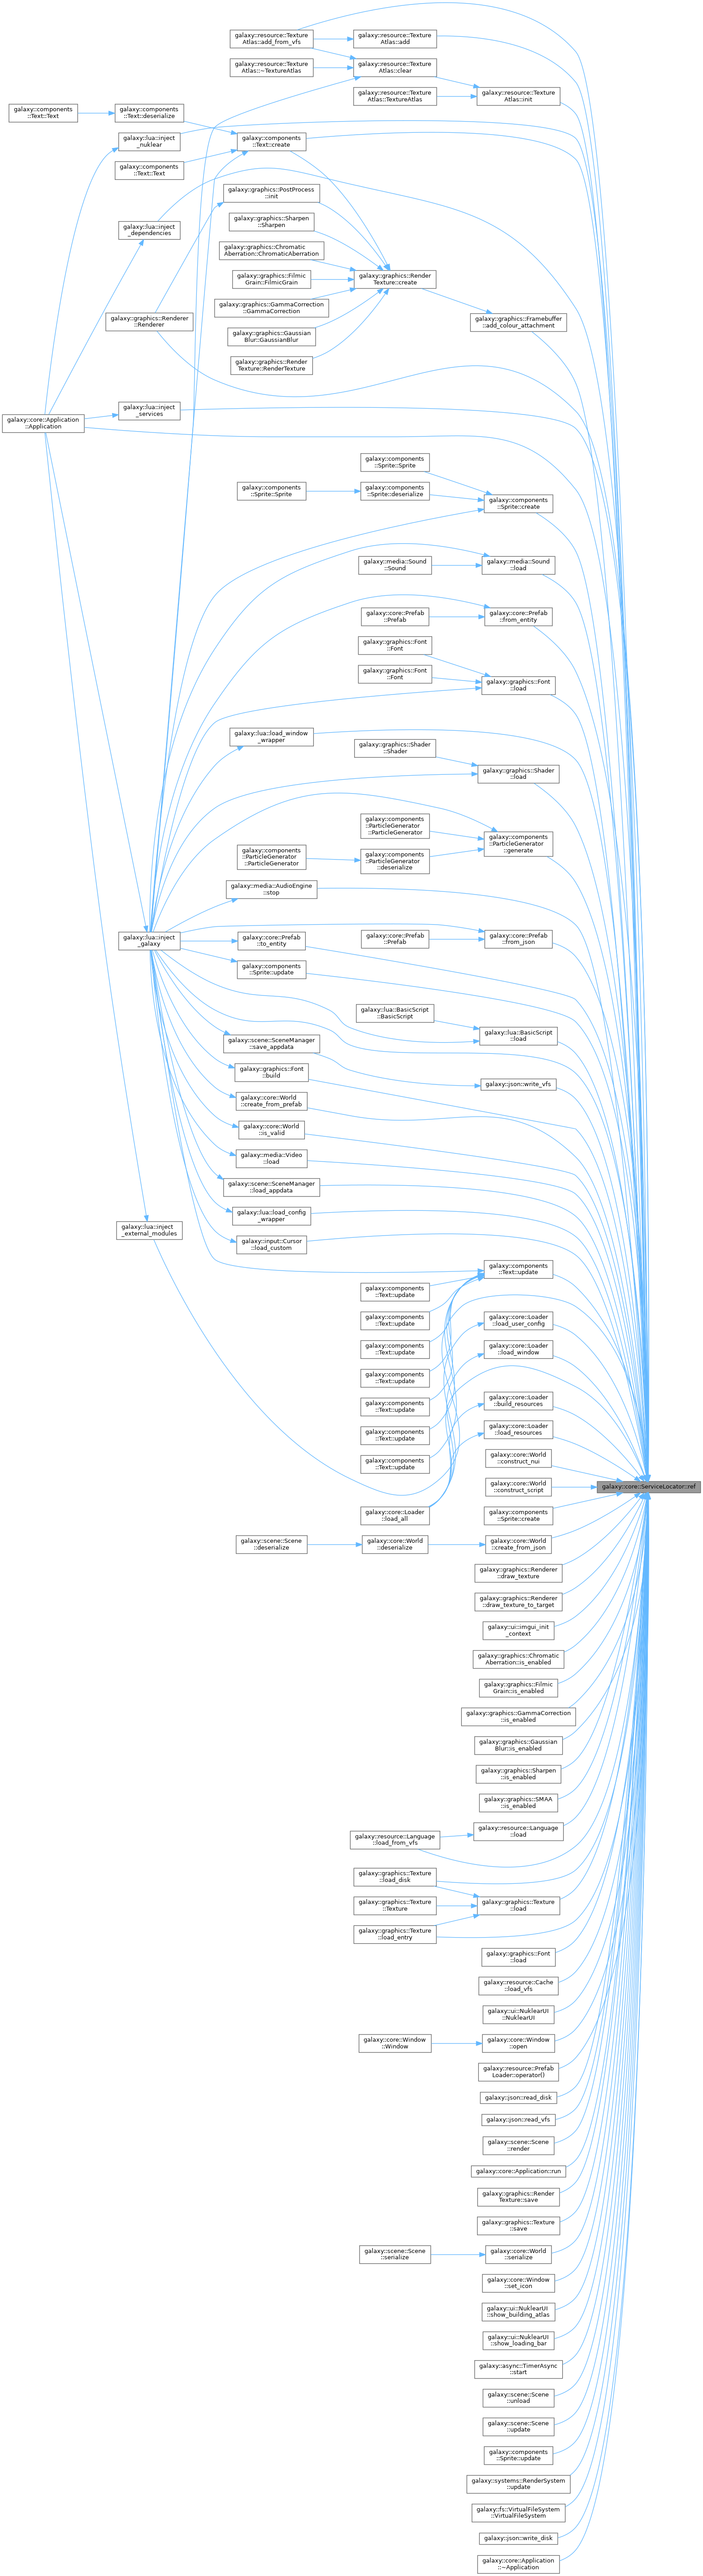 galaxy::resource::Texture
Atlas::add_from_vfs
galaxy::resource::Texture
Atlas::add
galaxy::resource::Texture
Atlas::~TextureAtlas
galaxy::resource::Texture
Atlas::clear
galaxy::resource::Texture
Atlas::TextureAtlas
galaxy::resource::Texture
Atlas::init
galaxy::components
::Text::Text
galaxy::components
::Text::deserialize
galaxy::lua::inject
_nuklear
galaxy::components
::Text::create
galaxy::components
::Text::Text
galaxy::graphics::PostProcess
::init
galaxy::lua::inject
_dependencies
galaxy::graphics::Sharpen
::Sharpen
galaxy::graphics::Chromatic
Aberration::ChromaticAberration
galaxy::graphics::Filmic
Grain::FilmicGrain
galaxy::graphics::Render
Texture::create
galaxy::graphics::GammaCorrection
::GammaCorrection
galaxy::graphics::Renderer
::Renderer
galaxy::graphics::Framebuffer
::add_colour_attachment
galaxy::graphics::Gaussian
Blur::GaussianBlur
galaxy::graphics::Render
Texture::RenderTexture
galaxy::lua::inject
_services
galaxy::core::Application
::Application
galaxy::components
::Sprite::Sprite
galaxy::components
::Sprite::Sprite
galaxy::components
::Sprite::deserialize
galaxy::components
::Sprite::create
galaxy::media::Sound
::Sound
galaxy::media::Sound
::load
galaxy::core::Prefab
::Prefab
galaxy::core::Prefab
::from_entity
galaxy::graphics::Font
::Font
galaxy::graphics::Font
::Font
galaxy::graphics::Font
::load
galaxy::lua::load_window
_wrapper
galaxy::graphics::Shader
::Shader
galaxy::graphics::Shader
::load
galaxy::components
::ParticleGenerator
::ParticleGenerator
galaxy::components
::ParticleGenerator
::generate
galaxy::components
::ParticleGenerator
::ParticleGenerator
galaxy::components
::ParticleGenerator
::deserialize
galaxy::media::AudioEngine
::stop
galaxy::lua::inject
_galaxy
galaxy::core::Prefab
::to_entity
galaxy::core::Prefab
::Prefab
galaxy::core::Prefab
::from_json
galaxy::components
::Sprite::update
galaxy::lua::BasicScript
::BasicScript
galaxy::lua::BasicScript
::load
galaxy::scene::SceneManager
::save_appdata
galaxy::graphics::Font
::build
galaxy::json::write_vfs
galaxy::core::World
::create_from_prefab
galaxy::core::World
::is_valid
galaxy::media::Video
::load
galaxy::scene::SceneManager
::load_appdata
galaxy::lua::load_config
_wrapper
galaxy::lua::inject
_external_modules
galaxy::input::Cursor
::load_custom
galaxy::components
::Text::update
galaxy::components
::Text::update
galaxy::components
::Text::update
galaxy::core::Loader
::load_user_config
galaxy::components
::Text::update
galaxy::core::Loader
::load_window
galaxy::components
::Text::update
galaxy::components
::Text::update
galaxy::core::Loader
::build_resources
galaxy::components
::Text::update
galaxy::core::Loader
::load_resources
galaxy::components
::Text::update
galaxy::core::World
::construct_nui
galaxy::core::World
::construct_script
galaxy::core::ServiceLocator::ref
galaxy::core::Loader
::load_all
galaxy::components
::Sprite::create
galaxy::scene::Scene
::deserialize
galaxy::core::World
::deserialize
galaxy::core::World
::create_from_json
galaxy::graphics::Renderer
::draw_texture
galaxy::graphics::Renderer
::draw_texture_to_target
galaxy::ui::imgui_init
_context
galaxy::graphics::Chromatic
Aberration::is_enabled
galaxy::graphics::Filmic
Grain::is_enabled
galaxy::graphics::GammaCorrection
::is_enabled
galaxy::graphics::Gaussian
Blur::is_enabled
galaxy::graphics::Sharpen
::is_enabled
galaxy::graphics::SMAA
::is_enabled
galaxy::resource::Language
::load_from_vfs
galaxy::resource::Language
::load
galaxy::graphics::Texture
::load_disk
galaxy::graphics::Texture
::Texture
galaxy::graphics::Texture
::load
galaxy::graphics::Texture
::load_entry
galaxy::graphics::Font
::load
galaxy::resource::Cache
::load_vfs
galaxy::ui::NuklearUI
::NuklearUI
galaxy::core::Window
::Window
galaxy::core::Window
::open
galaxy::resource::Prefab
Loader::operator()
galaxy::json::read_disk
galaxy::json::read_vfs
galaxy::scene::Scene
::render
galaxy::core::Application::run
galaxy::graphics::Render
Texture::save
galaxy::graphics::Texture
::save
galaxy::scene::Scene
::serialize
galaxy::core::World
::serialize
galaxy::core::Window
::set_icon
galaxy::ui::NuklearUI
::show_building_atlas
galaxy::ui::NuklearUI
::show_loading_bar
galaxy::async::TimerAsync
::start
galaxy::scene::Scene
::unload
galaxy::scene::Scene
::update
galaxy::components
::Sprite::update
galaxy::systems::RenderSystem
::update
galaxy::fs::VirtualFileSystem
::VirtualFileSystem
galaxy::json::write_disk
galaxy::core::Application
::~Application